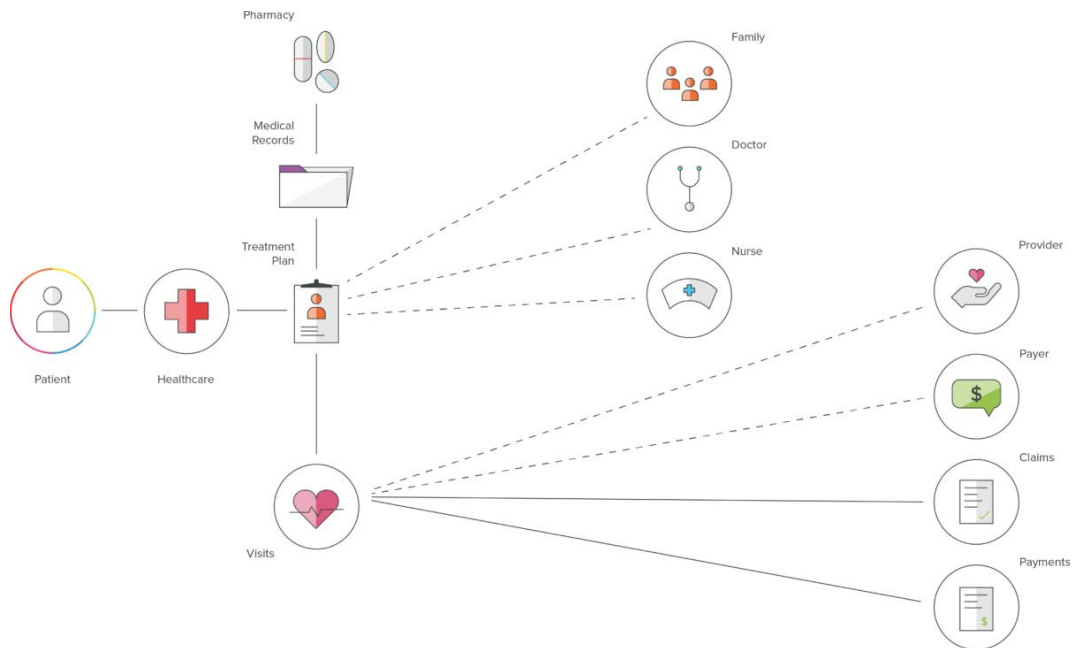 Pharmacy
Family
Medical
Records
Doctor
Treatment
Plan
Nurse
Provider
Payer
$
Patient
Healthcare
Claims
Visits
Payments
$